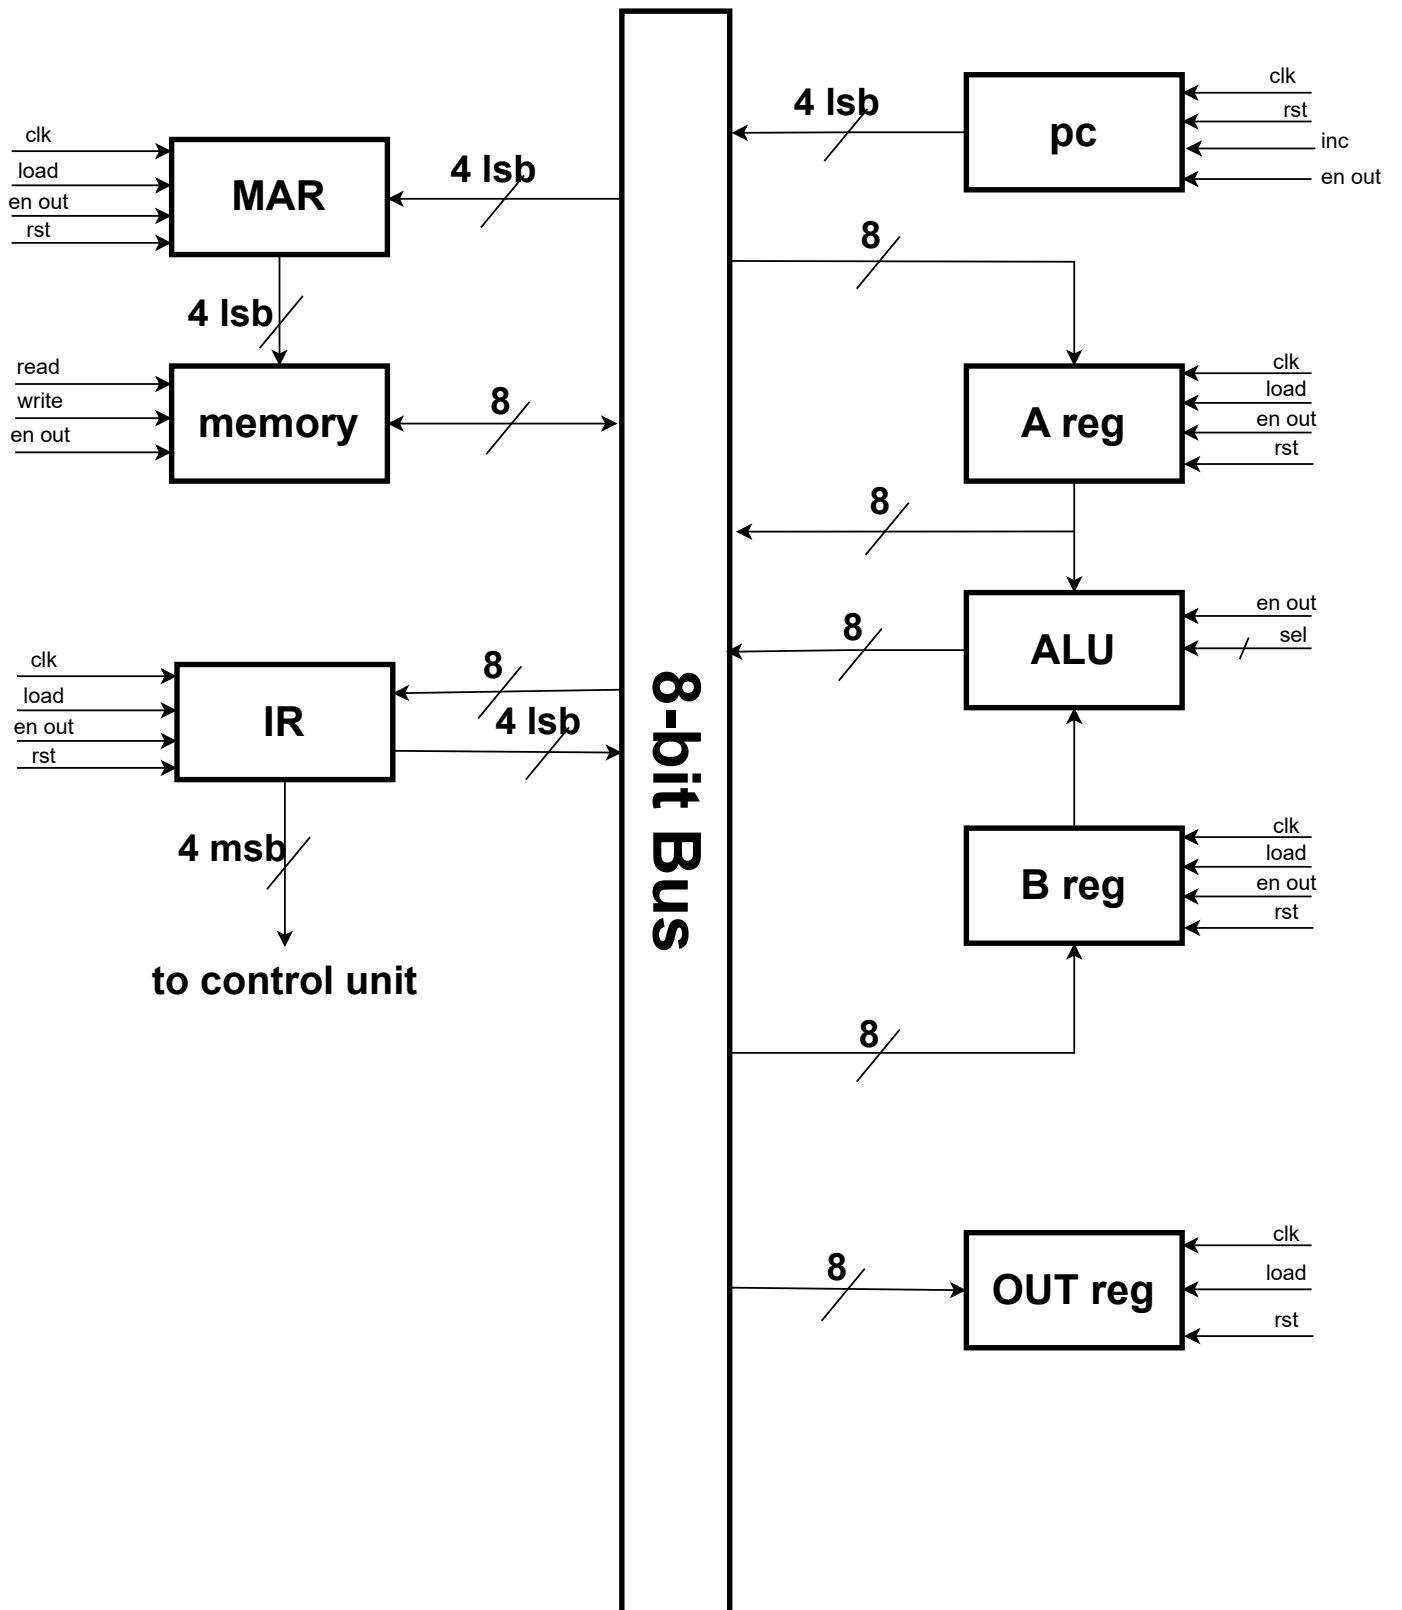 clk
load
en out
rst
MAR
4 lsb
4 lsb
read
write
en out
memory
8
clk
load
en out
rst
IR
8
4 lsb
4 msb
to control unit
8-bit Bus
4 lsb
pc
clk
rst
inc
en out
8
A reg
clk
load
en out
rst
8
8
ALU
en out
sel
B reg
clk
load
en out
rst
8
8
OUT reg
clk
load
rst